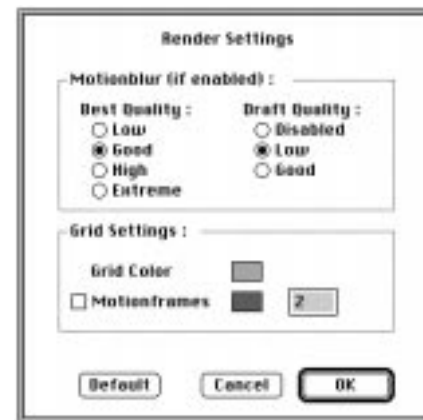 Render Settings
Motionblur (if enabled) :
Best Quality : Draft Quality :
Low Disabled
Good Low
High Good
Extreme
Grid Settings :
Grid Color
Motionframes 2
Default Cancel OK